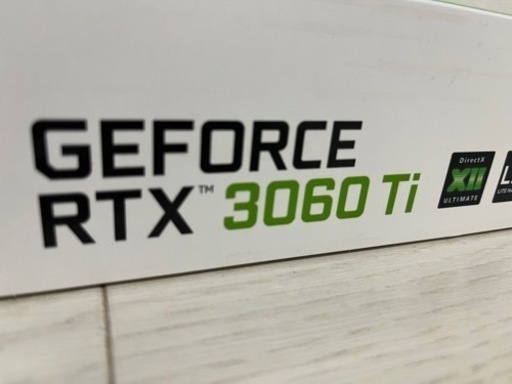 GEFORCE
RTX™ 3060 Ti
DirectX
XII
ULTIMATE